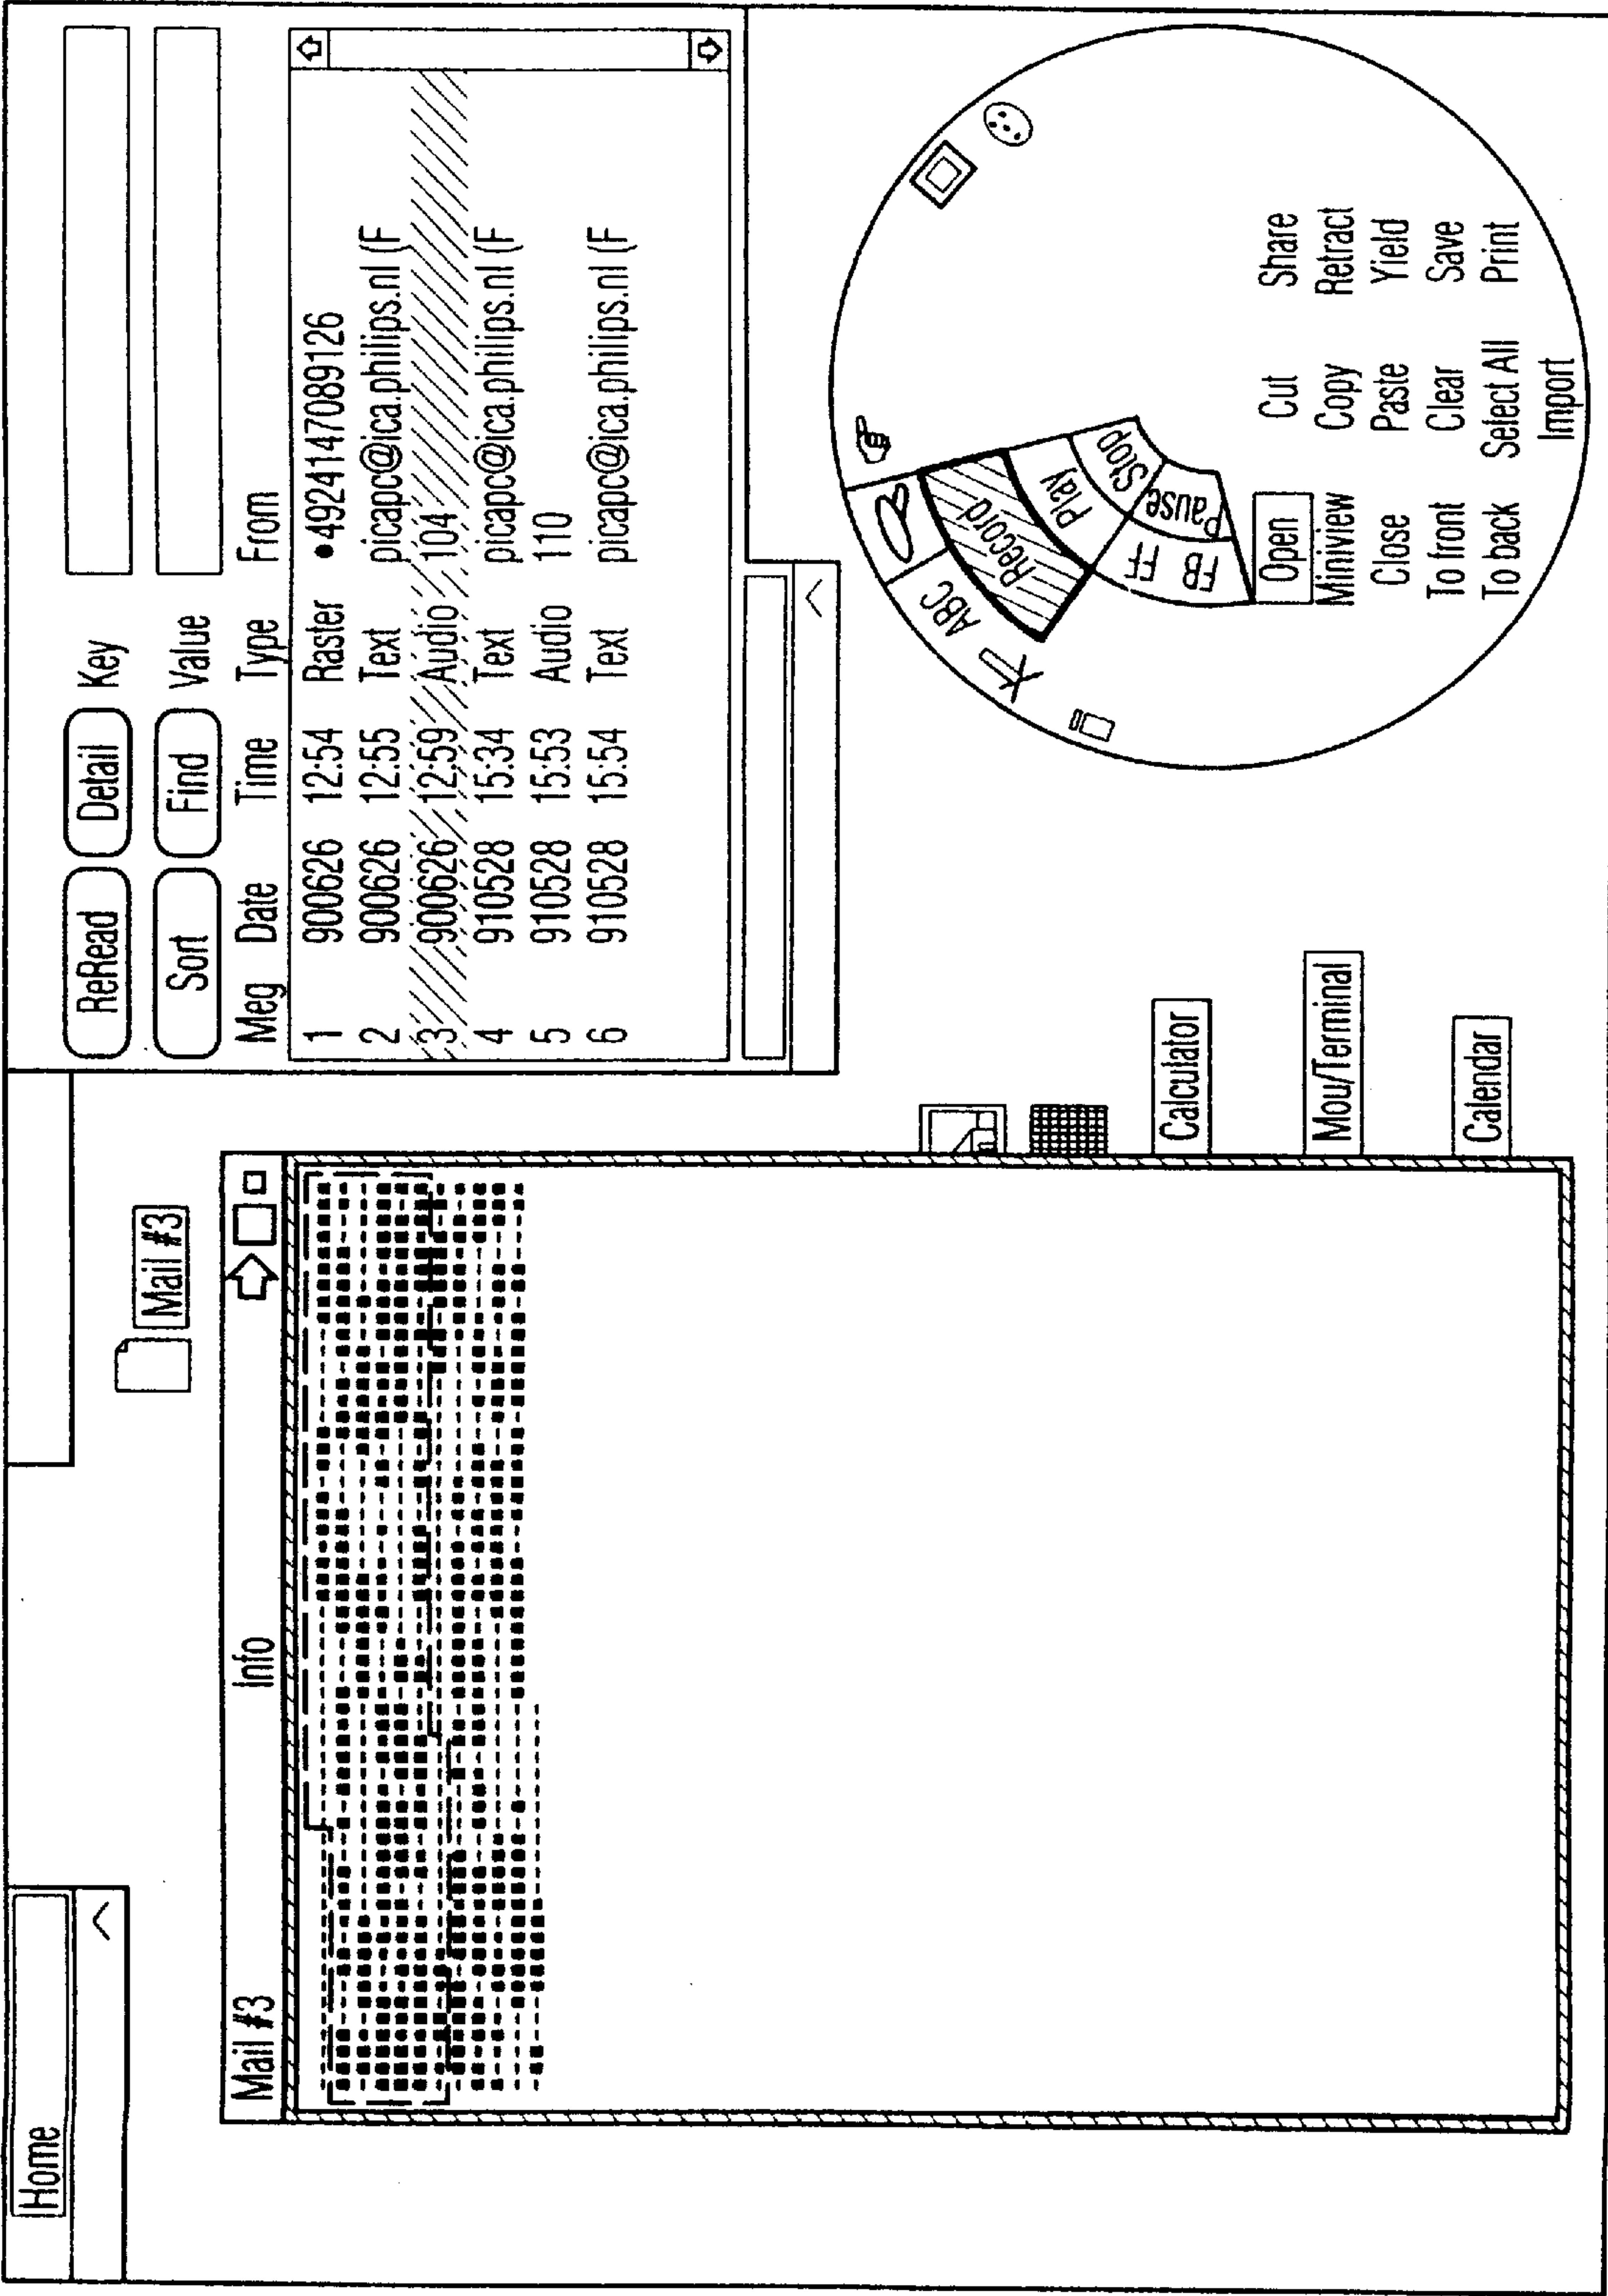 Home
Mail #3
Mail #3 Info
ReRead Detail Key
Sort Find Value
Meg Date Time Type From
1 900626 12:54 Raster •4924147089126
2 900626 12:55 Text picapc@ica.philips.nl (F
3 900626 12:59 Audio 104
4 910528 15:34 Text picapc@ica.philips.nl (F
5 910528 15:53 Audio 110
6 910528 15:54 Text picapc@ica.philips.nl (F
Calculator
Mou/Terminal
Calendar
ABC
Record
Play
Stop
FB FF
Pause
Open Cut Share
Miniview Copy Retract
Close Paste Yield
To front Clear Save
To back Select All Print
Import